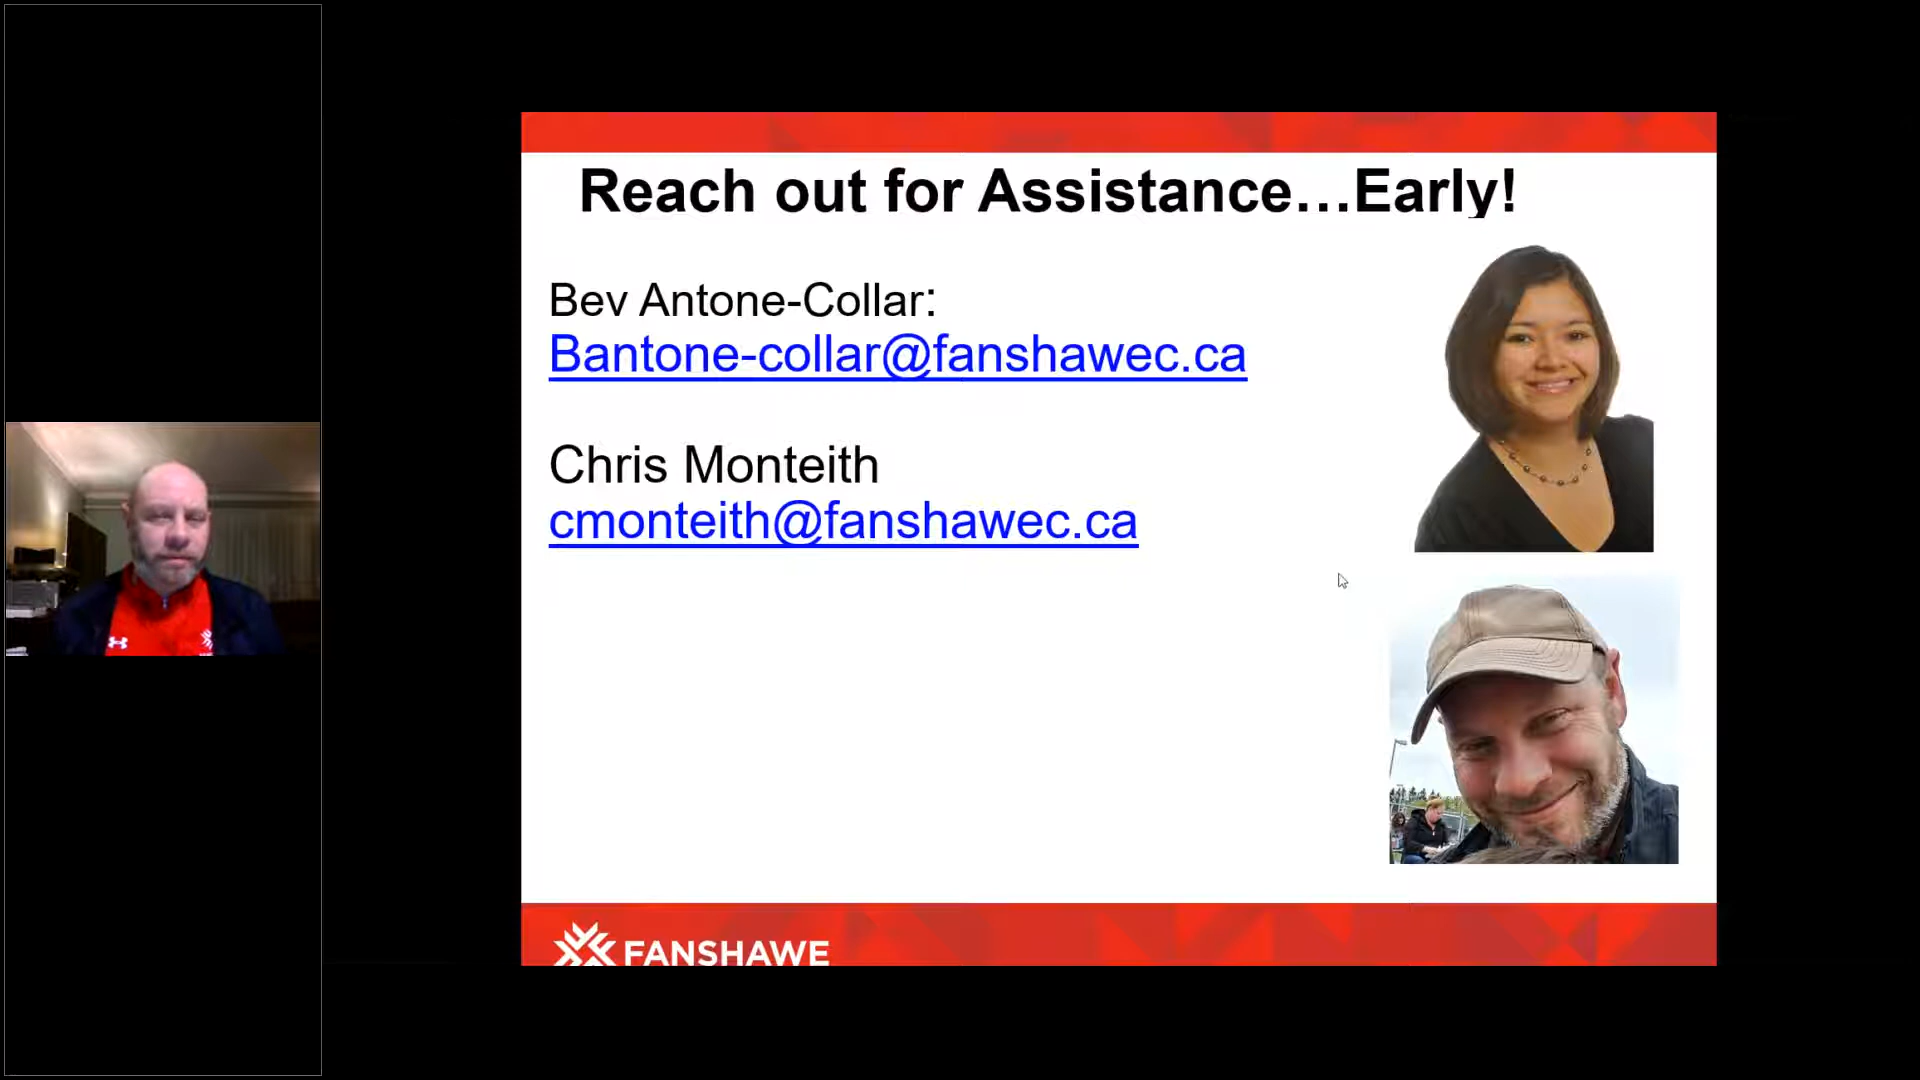 Reach out for Assistance…Early!
Bev Antone-Collar:
Bantone-collar@fanshawec.ca
Chris Monteith
cmonteith@fanshawec.ca
FANSHAWE